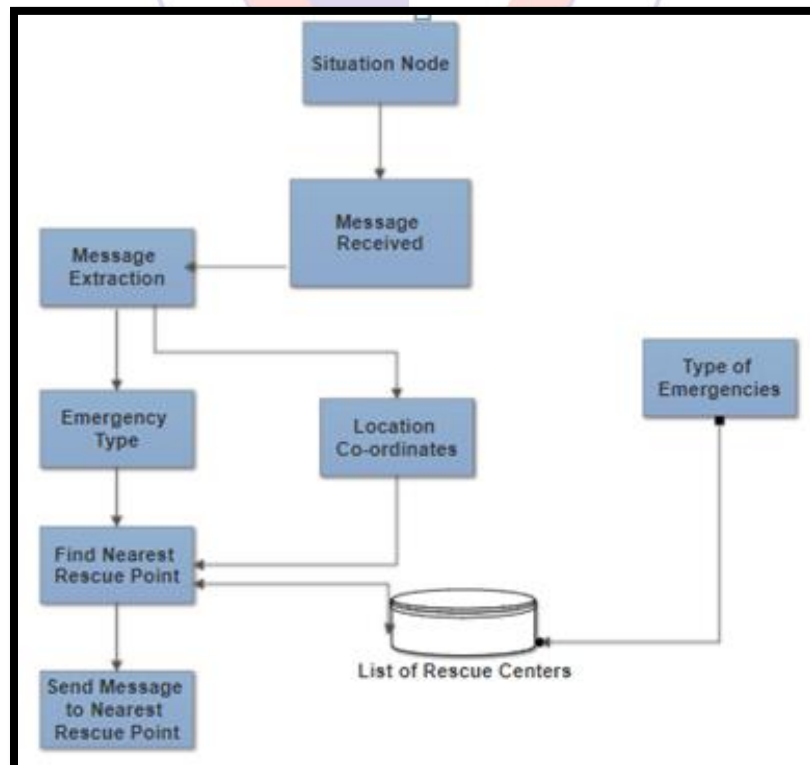 Situation Node
Message
Received
Message
Extraction
Type of
Emergencies
Emergency
Type
Location
Co-ordinates
Find Nearest
Rescue Point
List of Rescue Centers
Send Message
to Nearest
Rescue Point